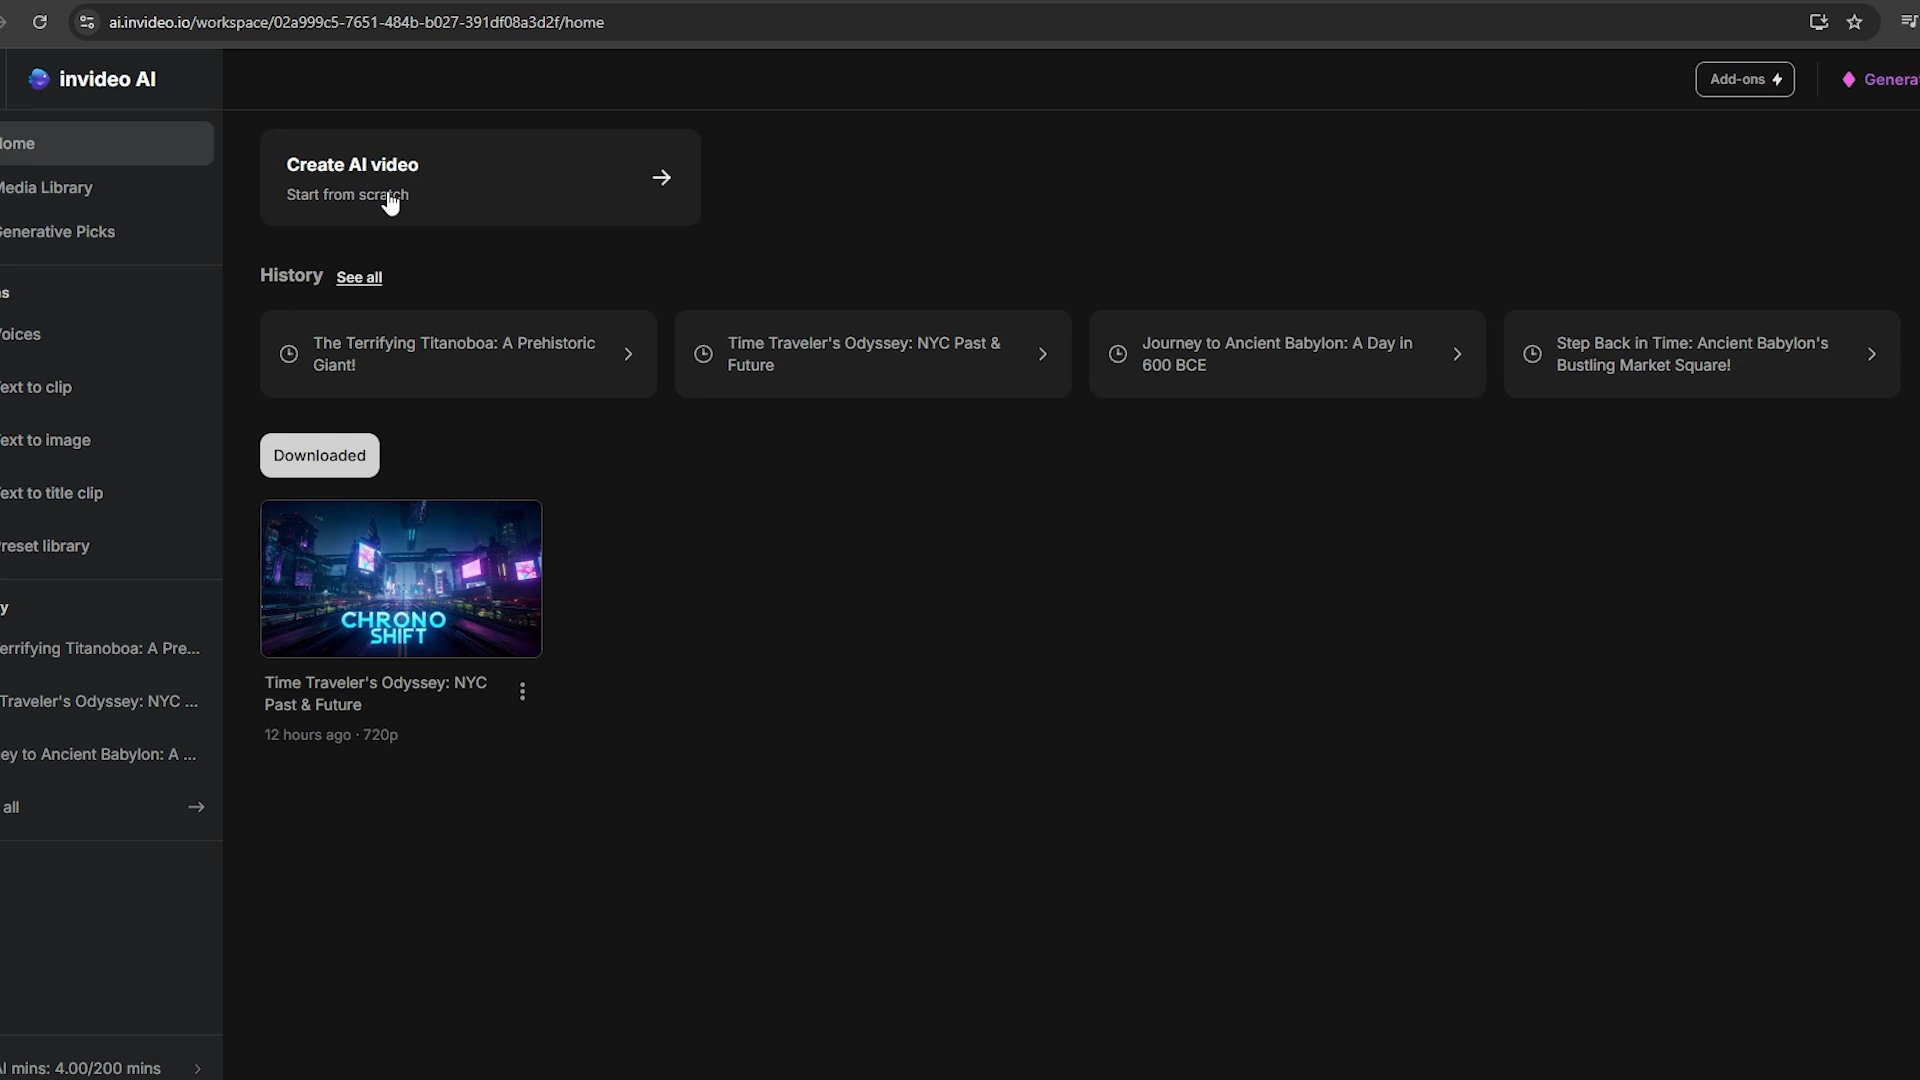 ai.invideo.io/workspace/02a999c5-7651-484b-b027-391df08a3d2f/home
invideo AI
Add-ons
Generat
ome
Media Library
Generative Picks
s
oices
ext to clip
ext to image
ext to title clip
reset library
y
errifying Titanoboa: A Pre...
Traveler's Odyssey: NYC ...
ey to Ancient Babylon: A ...
all
AI mins: 4.00/200 mins
Create AI video
Start from scratch
History See all
The Terrifying Titanoboa: A Prehistoric
Giant!
Time Traveler's Odyssey: NYC Past &
Future
Journey to Ancient Babylon: A Day in
600 BCE
Step Back in Time: Ancient Babylon's
Bustling Market Square!
Downloaded
CHRONO
SHIFT
Time Traveler's Odyssey: NYC
Past & Future
12 hours ago · 720p